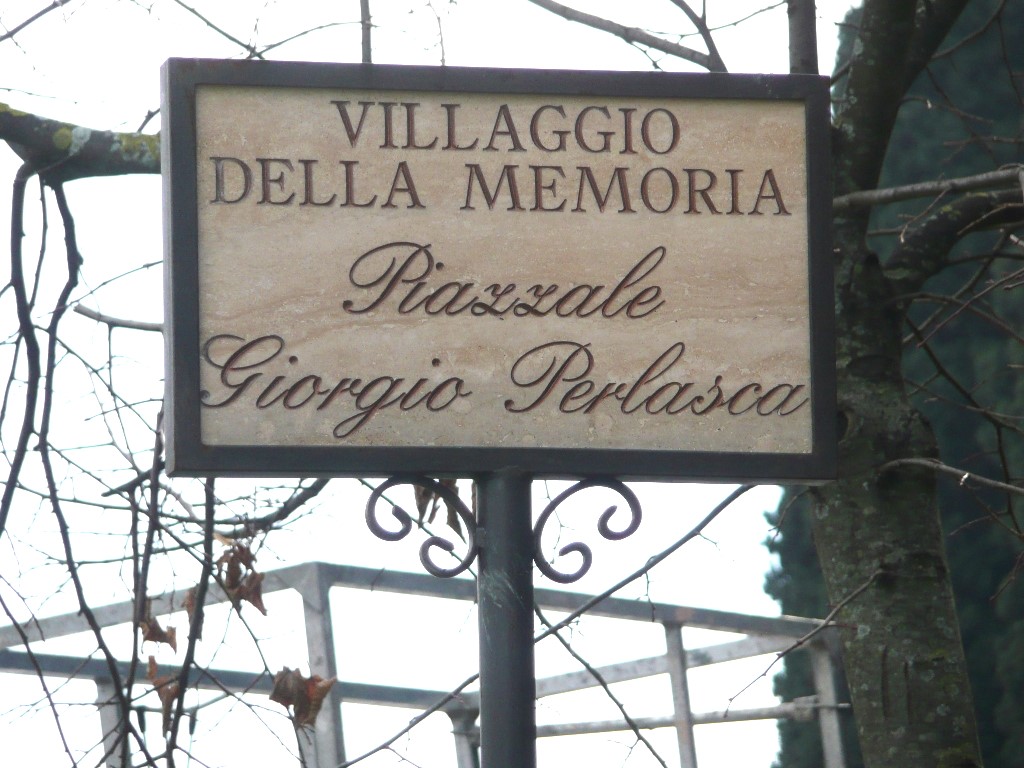 VILLAGGIO
DELLA MEMORIA
Piazzale
Giorgio Perlasca